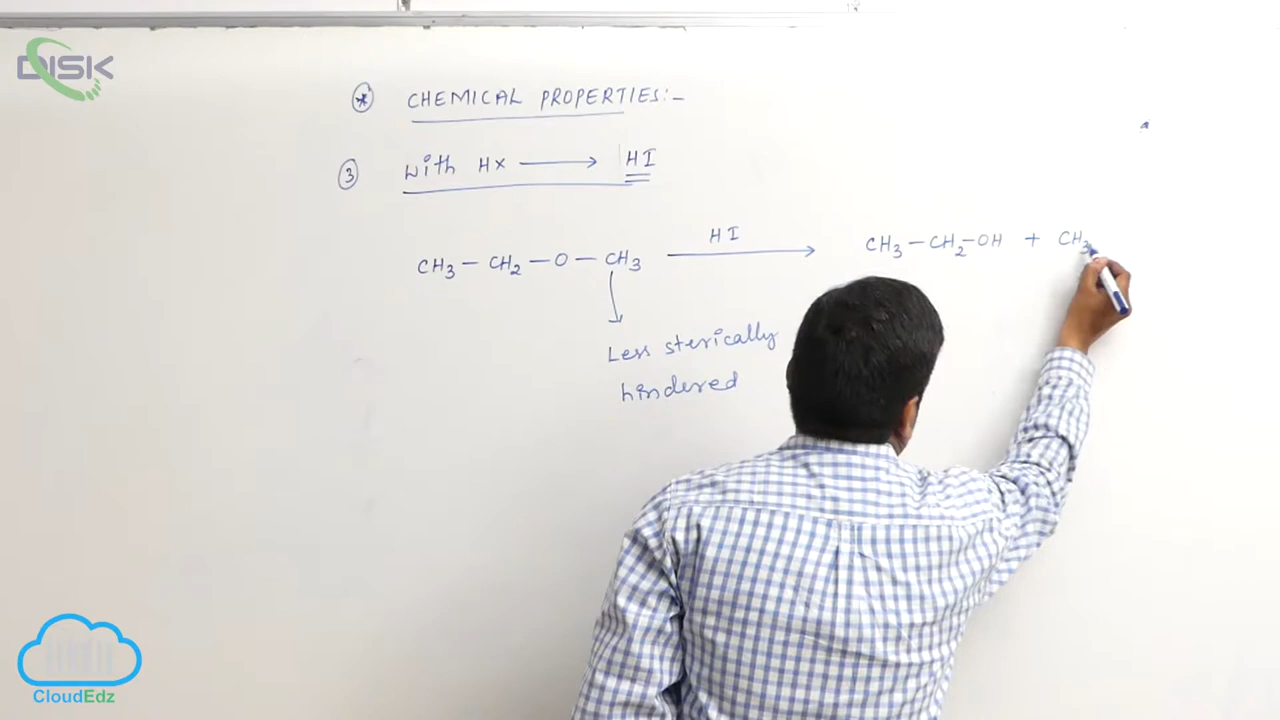 DISK
* CHEMICAL PROPERTIES:-
3 With HX ⟶ HI
HI
CH3 — CH2 — O — CH3 ⟶ CH3 — CH2 — OH + CH3
Less sterically
hindered
CloudEdz